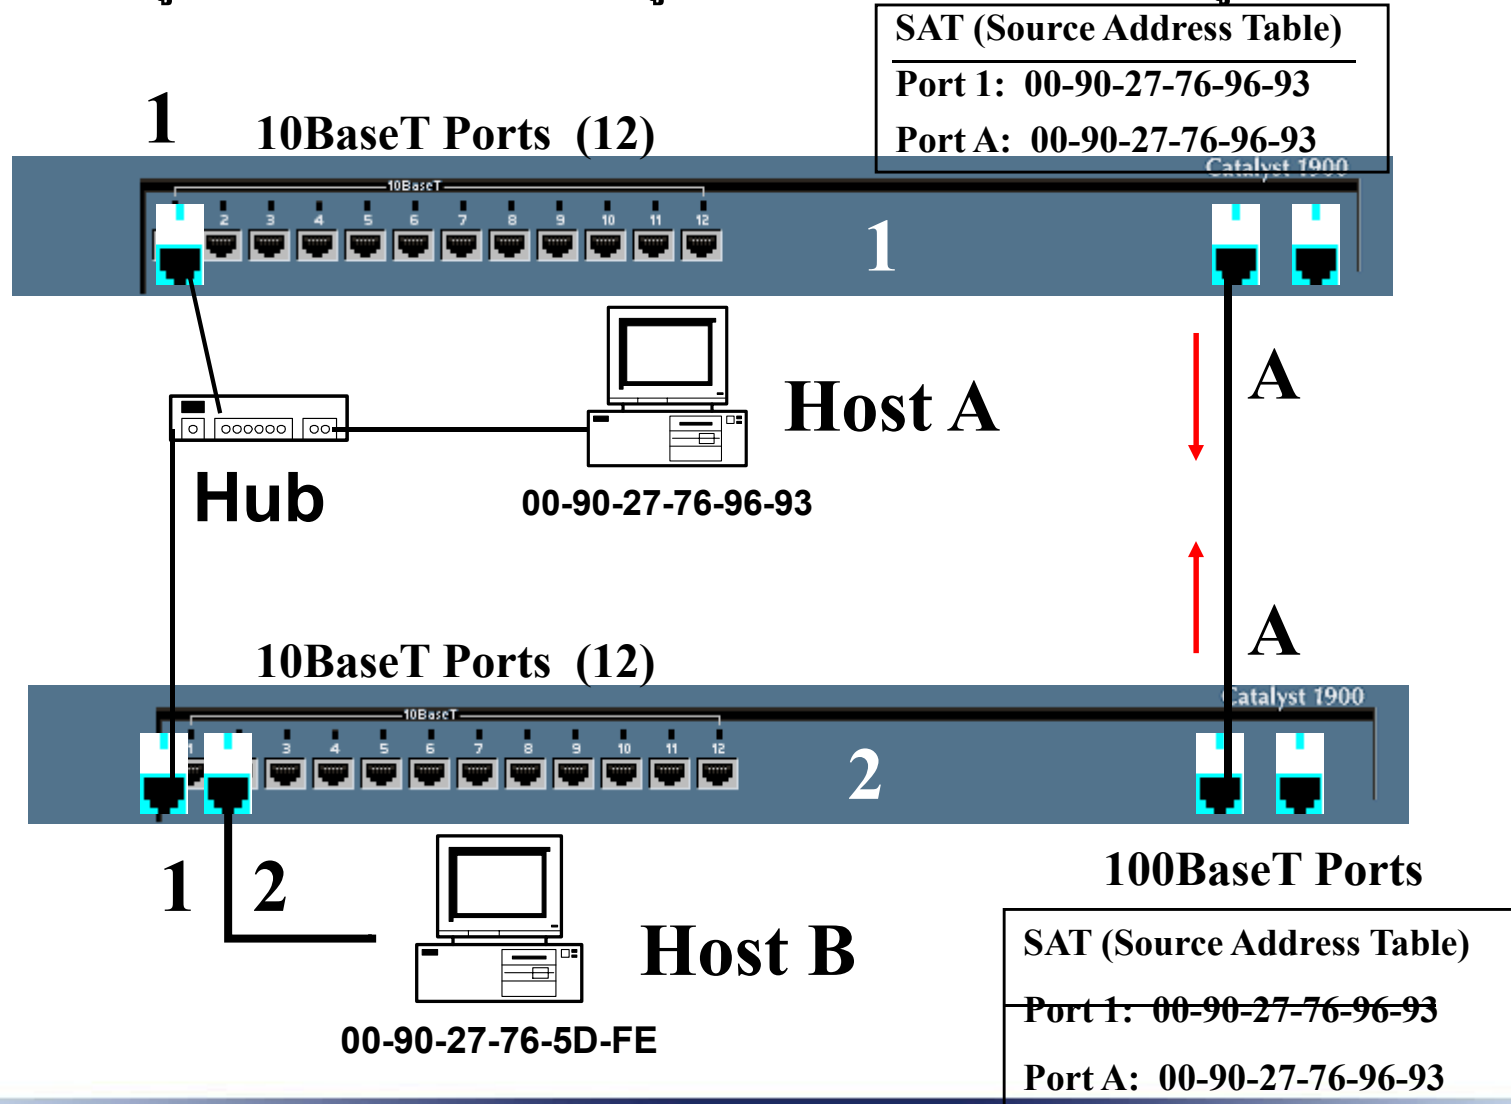 SAT (Source Address Table)
Port 1: 00-90-27-76-96-93
Port A: 00-90-27-76-96-93
1
10BaseT Ports (12)
Catalyst 1900
10BaseT
2 3 4 5 6 7 8 9 10 11 12
1
A
Host A
Hub
00-90-27-76-96-93
A
10BaseT Ports (12)
Catalyst 1900
10BaseT
1 3 4 5 6 7 8 9 10 11 12
2
1 2
100BaseT Ports
Host B
00-90-27-76-5D-FE
SAT (Source Address Table)
Port 1: 00-90-27-76-96-93
Port A: 00-90-27-76-96-93